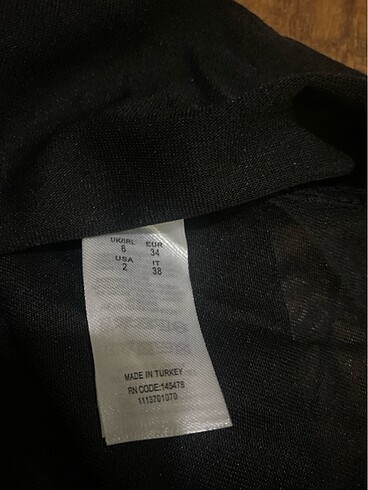 UK/IRL EUR
6 34
USA IT
2 38
MADE IN TURKEY
RN CODE:145478
1113701070